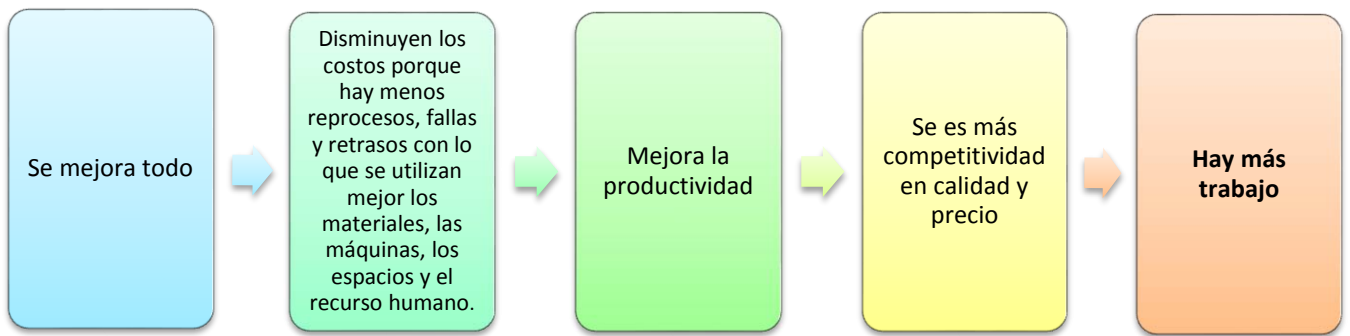 Se mejora todo
Disminuyen los
costos porque
hay menos
reprocesos, fallas
y retrasos con lo
que se utilizan
mejor los
materiales, las
máquinas, los
espacios y el
recurso humano.
Mejora la
productividad
Se es más
competitividad
en calidad y
precio
Hay más
trabajo